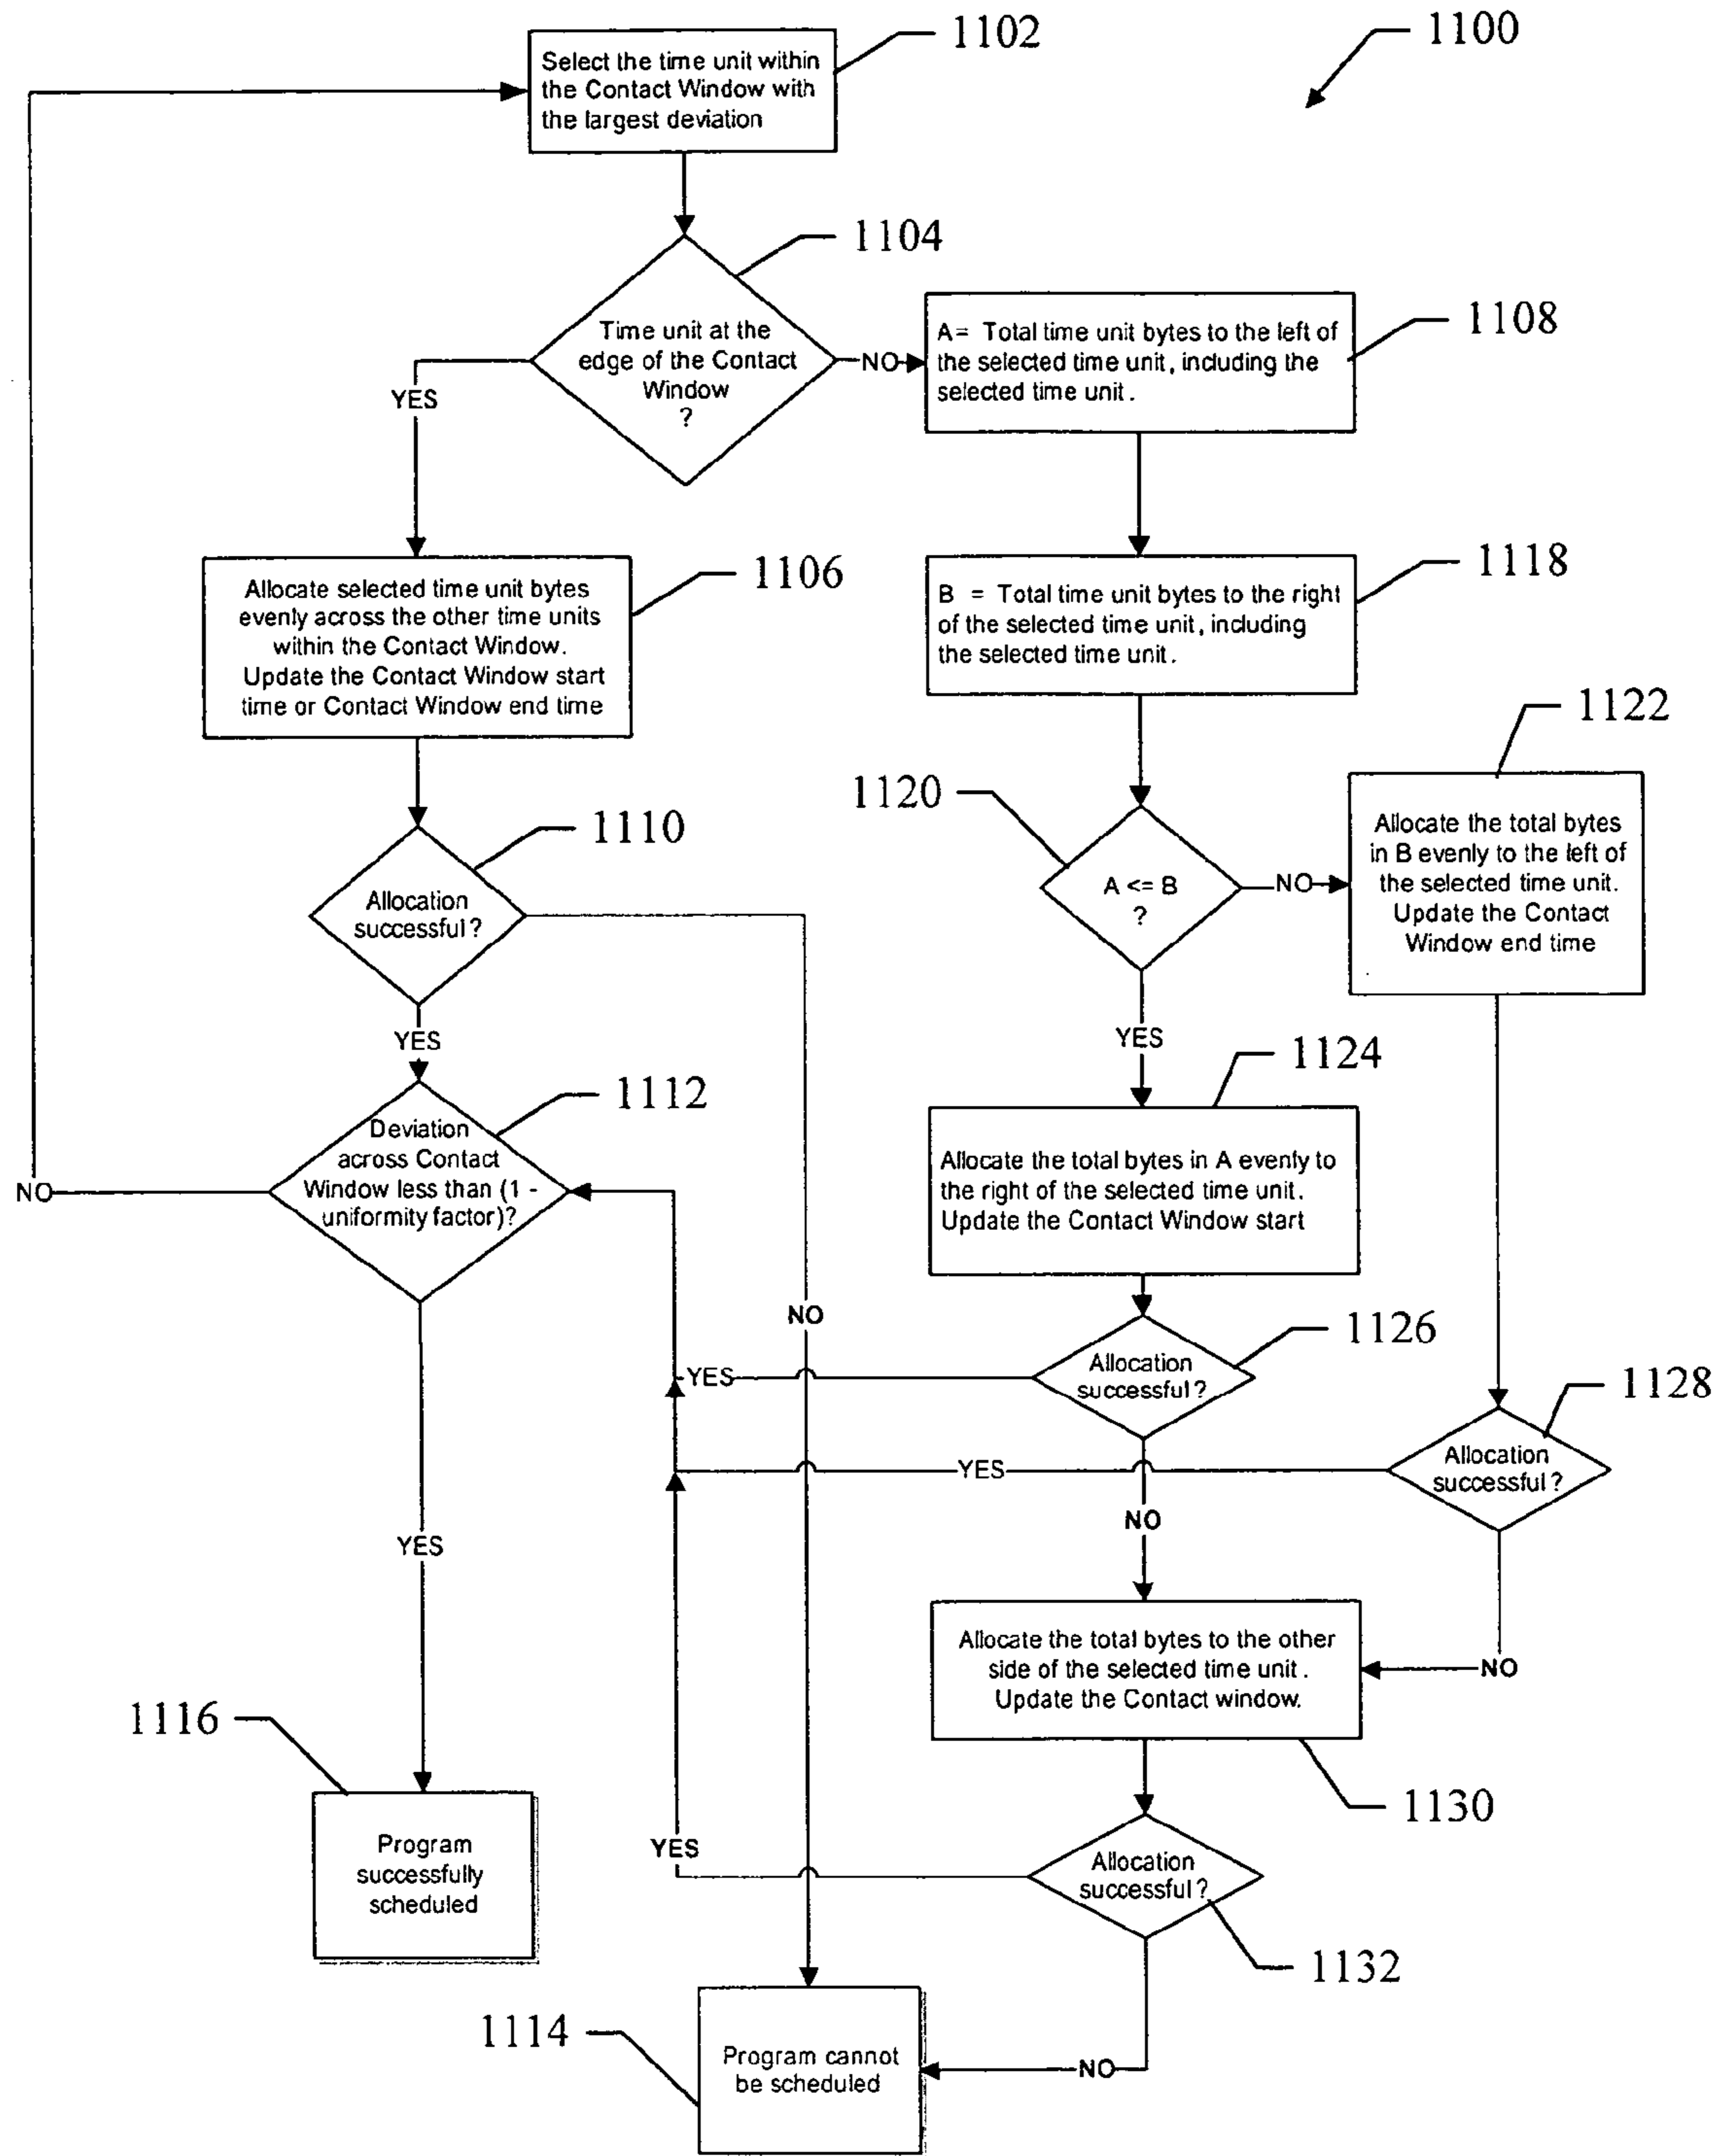 1102
1100
Select the time unit within
the Contact Window with
the largest deviation
1104
Time unit at the
edge of the Contact
Window
?
NO
YES
A= Total time unit bytes to the left of
the selected time unit, including the
selected time unit.
1108
Allocate selected time unit bytes
evenly across the other time units
within the Contact Window.
Update the Contact Window start
time or Contact Window end time
1106
B = Total time unit bytes to the right
of the selected time unit, including
the selected time unit.
1118
1122
1120
A <= B
?
NO
Allocate the total bytes
in B evenly to the left of
the selected time unit.
Update the Contact
Window end time
1110
Allocation
successful?
YES
YES
1124
1112
Deviation
across Contact
Window less than (1 -
uniformity factor)?
NO
Allocate the total bytes in A evenly to
the right of the selected time unit.
Update the Contact Window start
NO
1126
Allocation
successful?
YES
1128
Allocation
successful?
YES
NO
YES
Allocate the total bytes to the other
side of the selected time unit.
Update the Contact window.
NO
1116
1130
Program
successfully
scheduled
YES
Allocation
successful?
1132
1114
Program cannot
be scheduled
NO